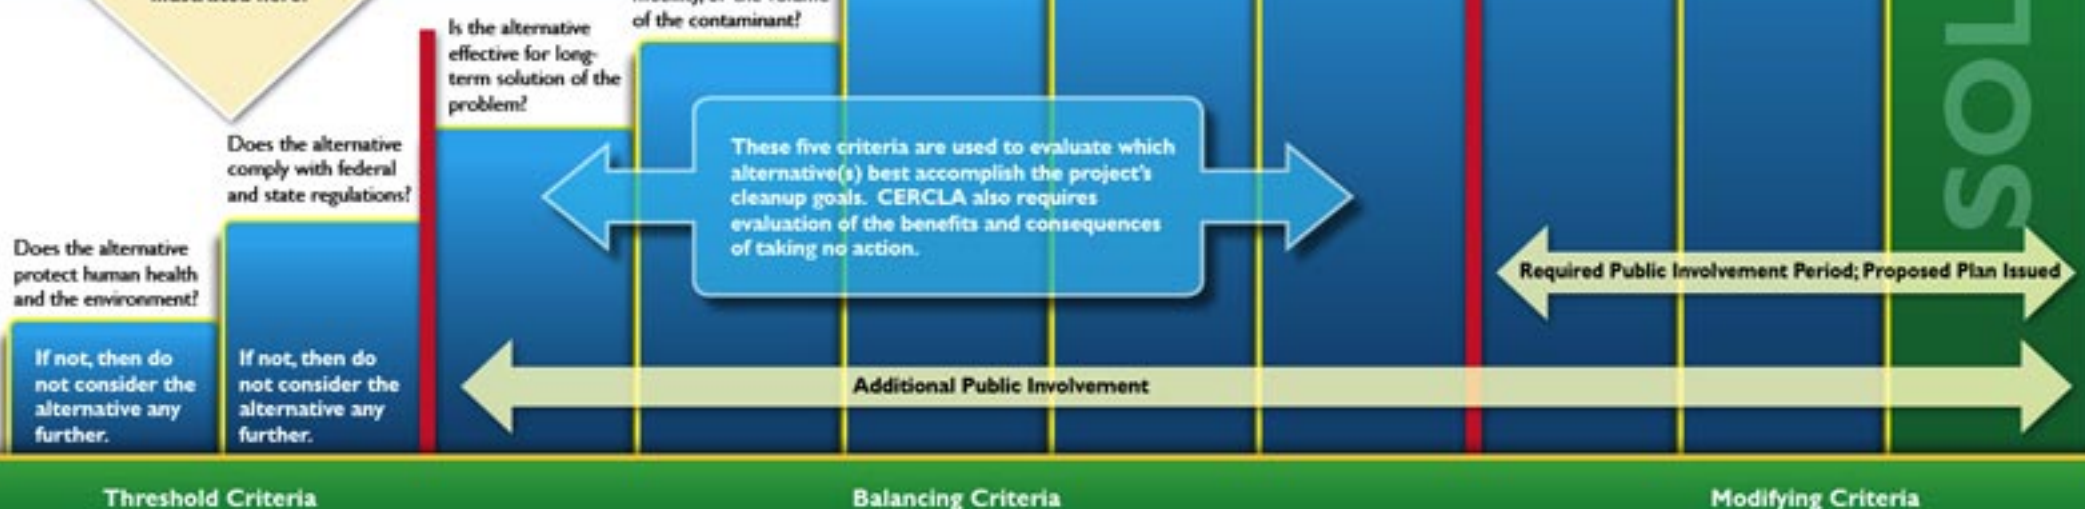 of the contaminant?
Is the alternative
effective for long-
term solution of the
problem?
Does the alternative
comply with federal
and state regulations?
Does the alternative
protect human health
and the environment?
If not, then do
not consider the
alternative any
further.
If not, then do
not consider the
alternative any
further.
These five criteria are used to evaluate which
alternative(s) best accomplish the project's
cleanup goals. CERCLA also requires
evaluation of the benefits and consequences
of taking no action.
Required Public Involvement Period; Proposed Plan Issued
Additional Public Involvement
SOL
Threshold Criteria
Balancing Criteria
Modifying Criteria